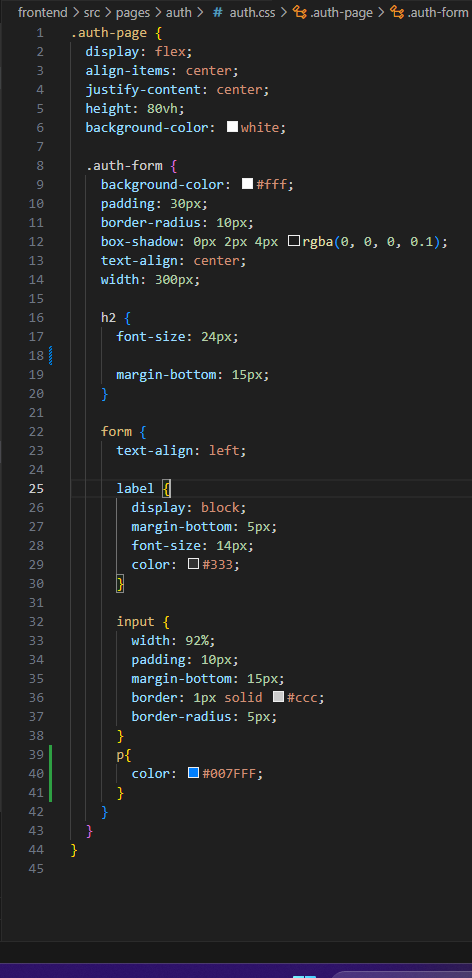 frontend > src > pages > auth > # auth.css > .auth-page > .auth-form
1 .auth-page {
2   display: flex;
3   align-items: center;
4   justify-content: center;
5   height: 80vh;
6   background-color: white;
7
8   .auth-form {
9     background-color: #fff;
10     padding: 30px;
11     border-radius: 10px;
12     box-shadow: 0px 2px 4px rgba(0, 0, 0, 0.1);
13     text-align: center;
14     width: 300px;
15
16     h2 {
17       font-size: 24px;
18
19       margin-bottom: 15px;
20     }
21
22     form {
23       text-align: left;
24
25       label {
26         display: block;
27         margin-bottom: 5px;
28         font-size: 14px;
29         color: #333;
30       }
31
32       input {
33         width: 92%;
34         padding: 10px;
35         margin-bottom: 15px;
36         border: 1px solid #ccc;
37         border-radius: 5px;
38       }
39       p{
40         color: #007FFF;
41       }
42     }
43   }
44 }
45